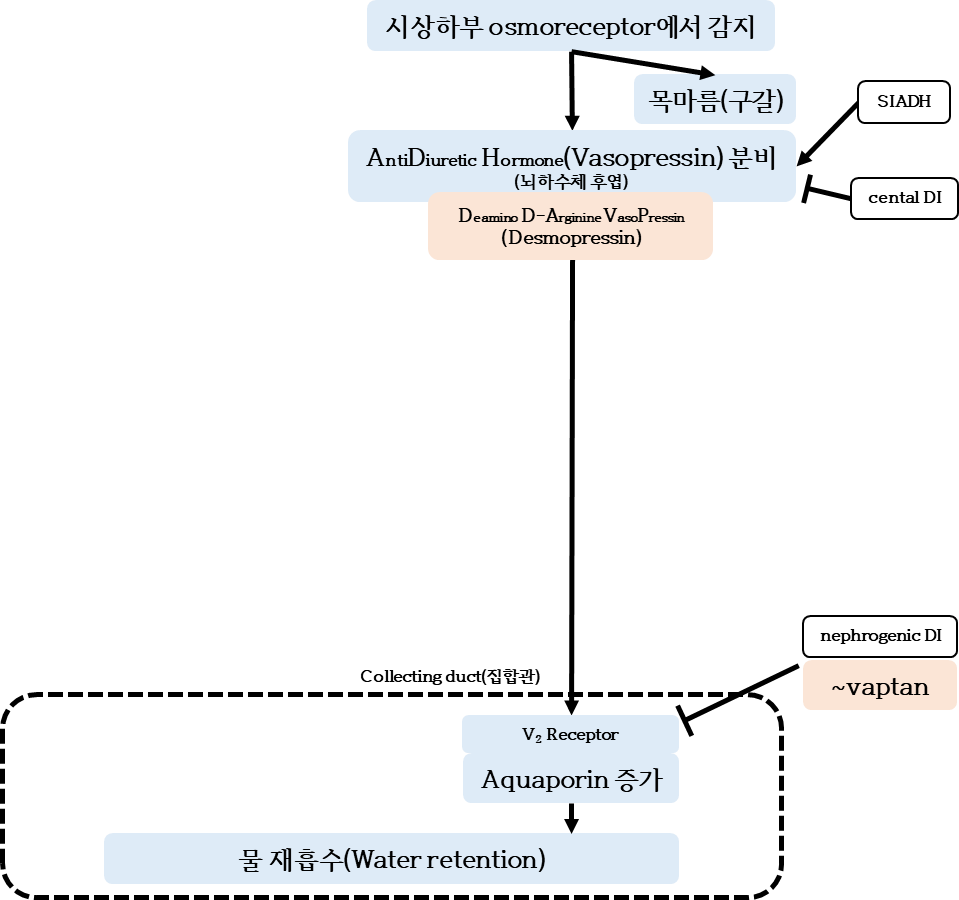 시상하부 osmoreceptor에서 감지
목마름(구갈)
SIADH
AntiDiuretic Hormone(Vasopressin) 분비
(뇌하수체 후엽)
cental DI
Deamino D-Arginine VasoPressin
(Desmopressin)
nephrogenic DI
~vaptan
Collecting duct(집합관)
V₂ Receptor
Aquaporin 증가
물 재흡수(Water retention)